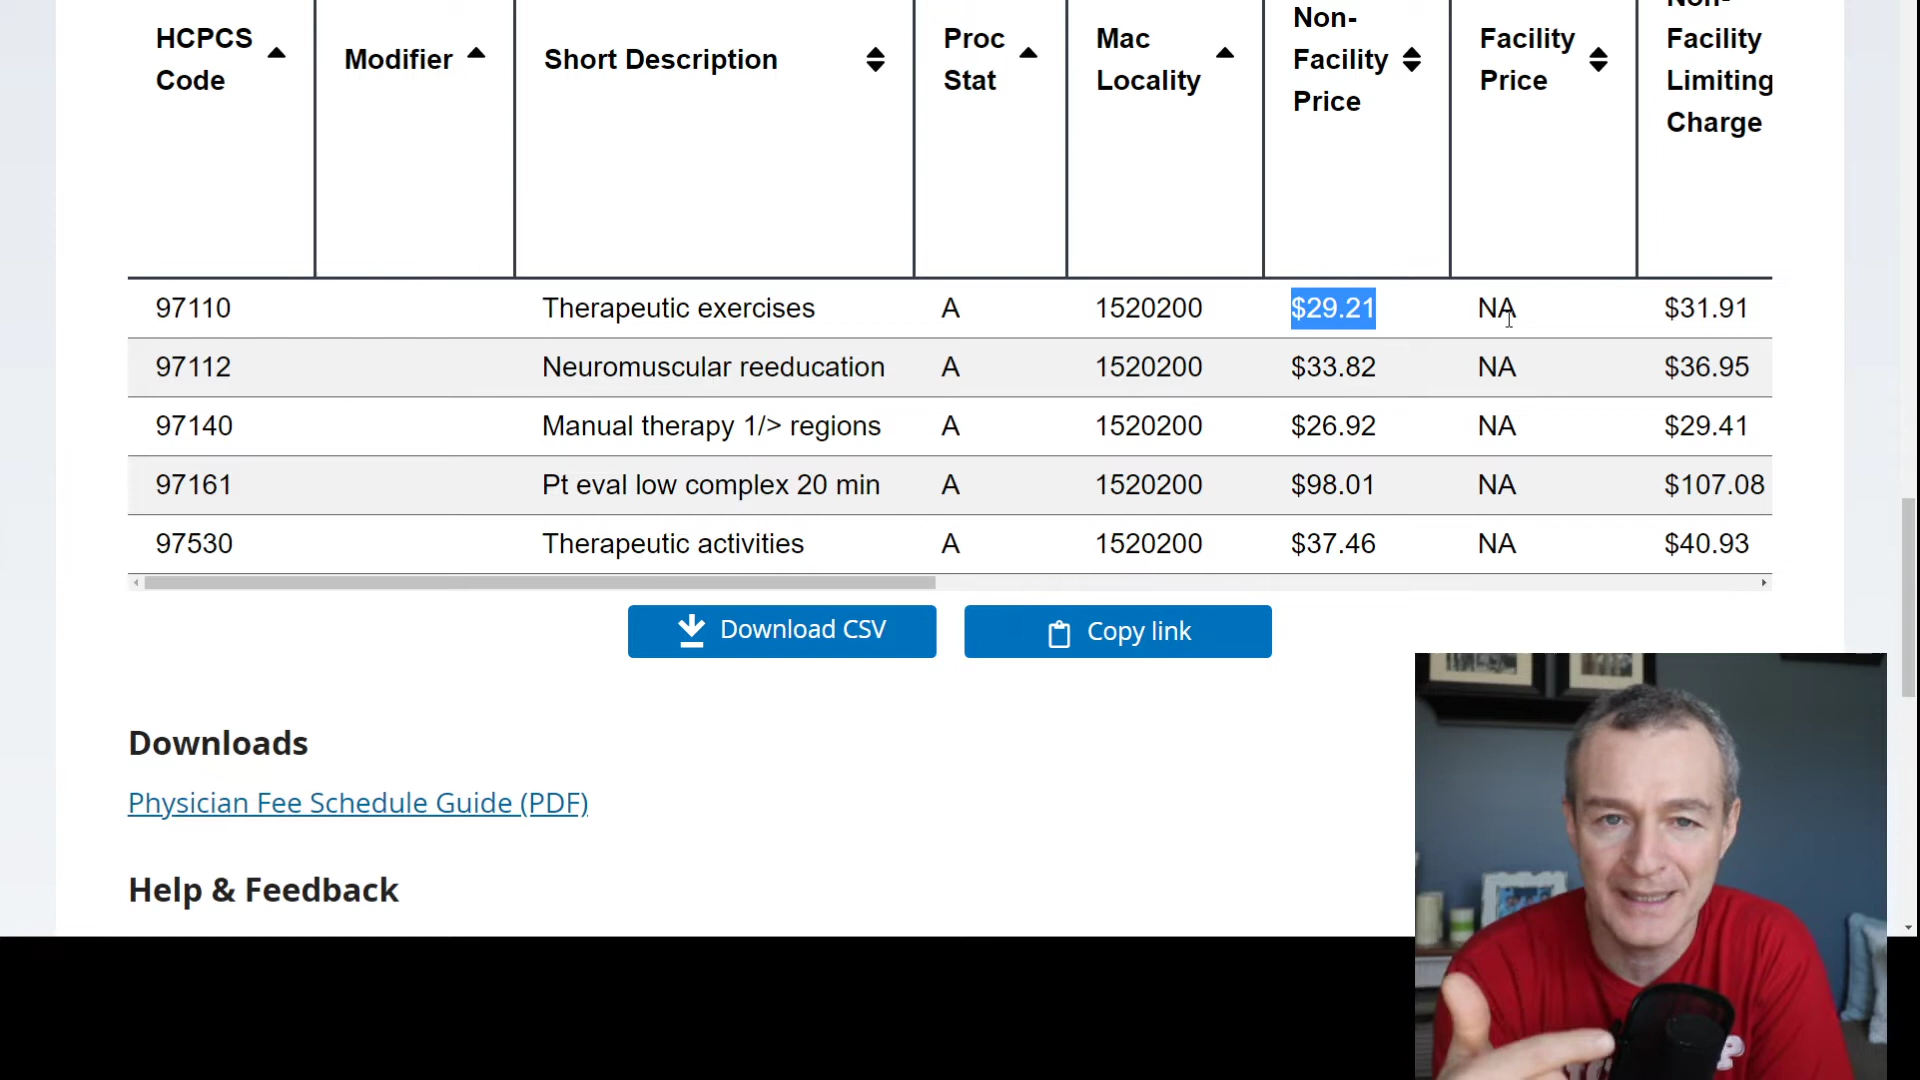 HCPCS Code
Modifier
Short Description
Proc Stat
Mac Locality
Non-Facility Price
Facility Price
Non-Facility Limiting Charge
97110 Therapeutic exercises A 1520200 $29.21 NA $31.91
97112 Neuromuscular reeducation A 1520200 $33.82 NA $36.95
97140 Manual therapy 1/> regions A 1520200 $26.92 NA $29.41
97161 Pt eval low complex 20 min A 1520200 $98.01 NA $107.08
97530 Therapeutic activities A 1520200 $37.46 NA $40.93
Download CSV
Copy link
Downloads
Physician Fee Schedule Guide (PDF)
Help & Feedback